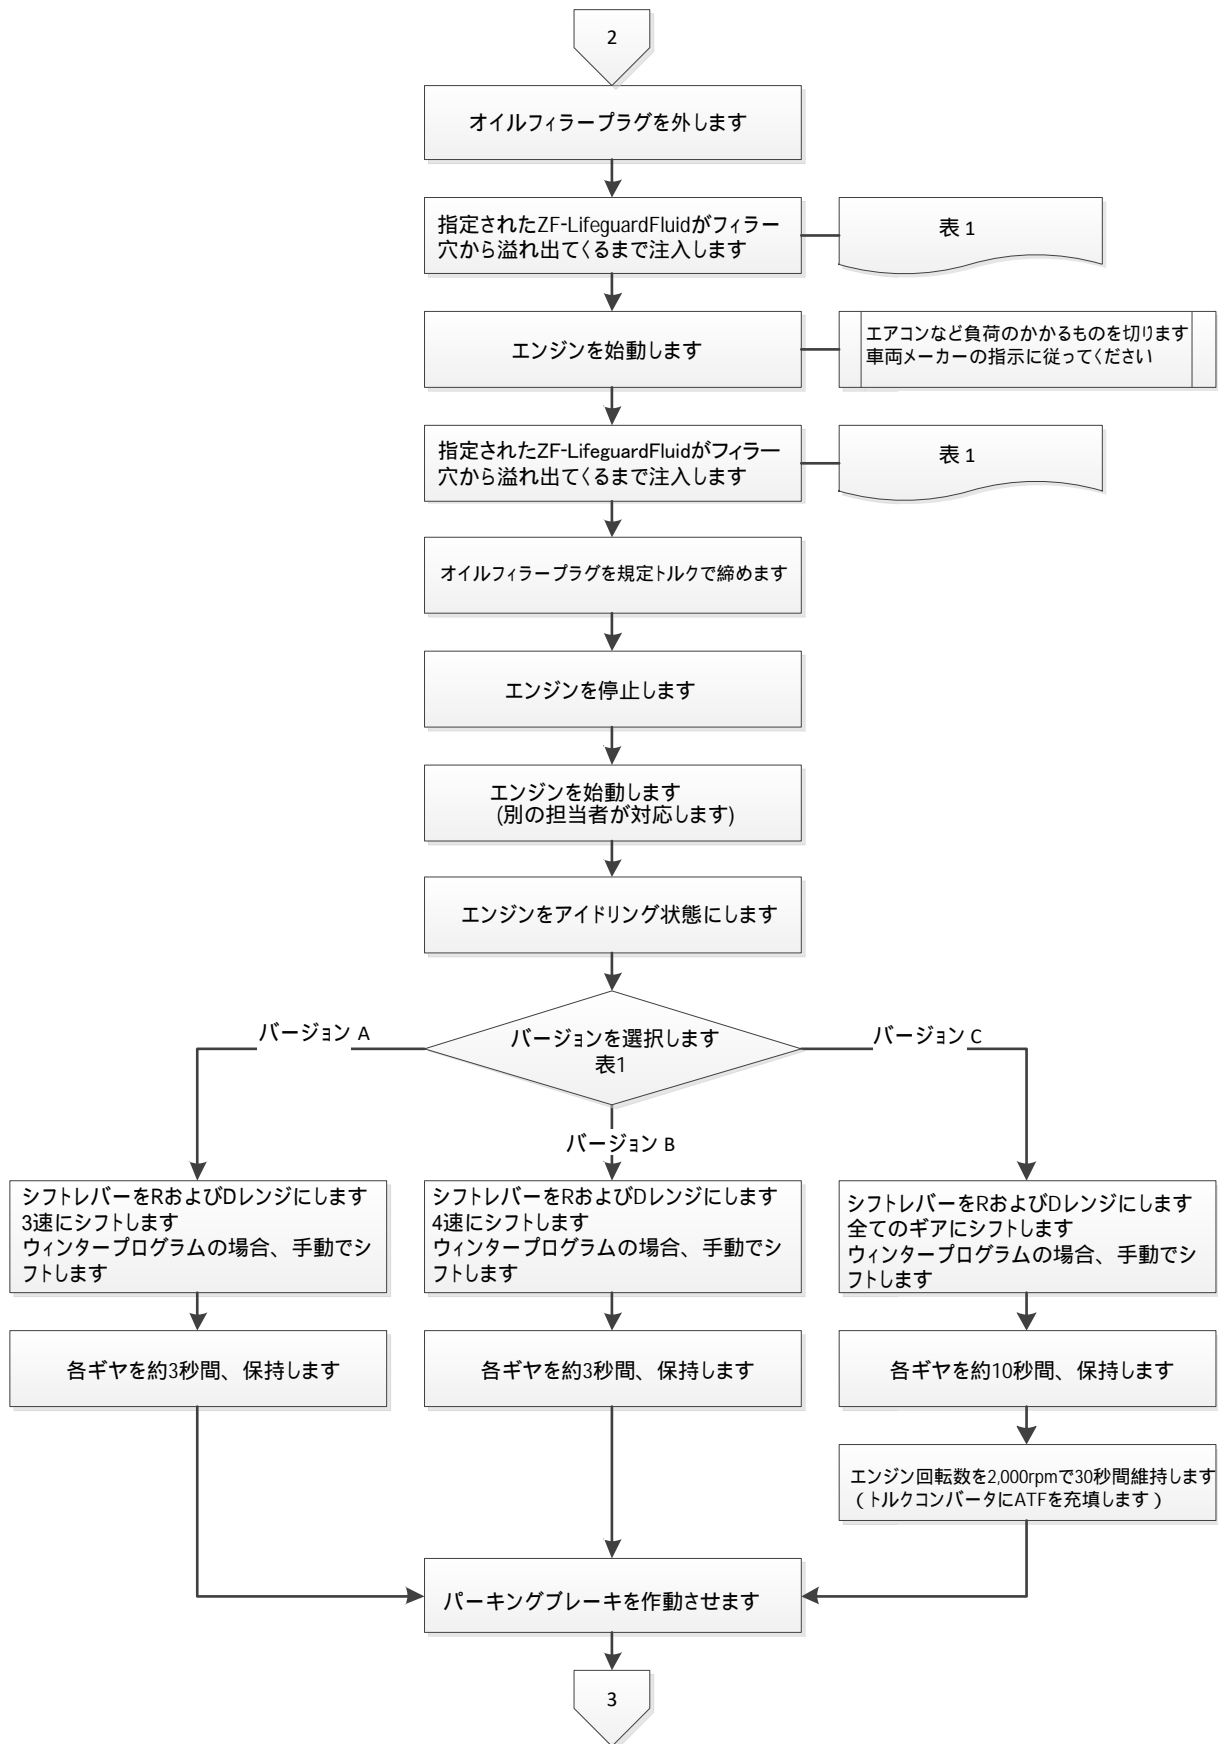 2
オイルフィラープラグを外します
指定されたZF-LifeguardFluidがフィラー
穴から溢れ出てくるまで注入します
表 1
エンジンを始動します
エアコンなど負荷のかかるものを切ります
車両メーカーの指示に従ってください
指定されたZF-LifeguardFluidがフィラー
穴から溢れ出てくるまで注入します
表 1
オイルフィラープラグを規定トルクで締めます
エンジンを停止します
エンジンを始動します
(別の担当者が対応します)
エンジンをアイドリング状態にします
バージョンを選択します
表1
バージョン A
バージョン B
バージョン C
シフトレバーをRおよびDレンジにします
3速にシフトします
ウィンタープログラムの場合、手動でシ
フトします
シフトレバーをRおよびDレンジにします
4速にシフトします
ウィンタープログラムの場合、手動でシ
フトします
シフトレバーをRおよびDレンジにします
全てのギアにシフトします
ウィンタープログラムの場合、手動でシ
フトします
各ギヤを約3秒間、保持します
各ギヤを約3秒間、保持します
各ギヤを約10秒間、保持します
エンジン回転数を2,000rpmで30秒間維持します
(トルクコンバータにATFを充填します)
パーキングブレーキを作動させます
3